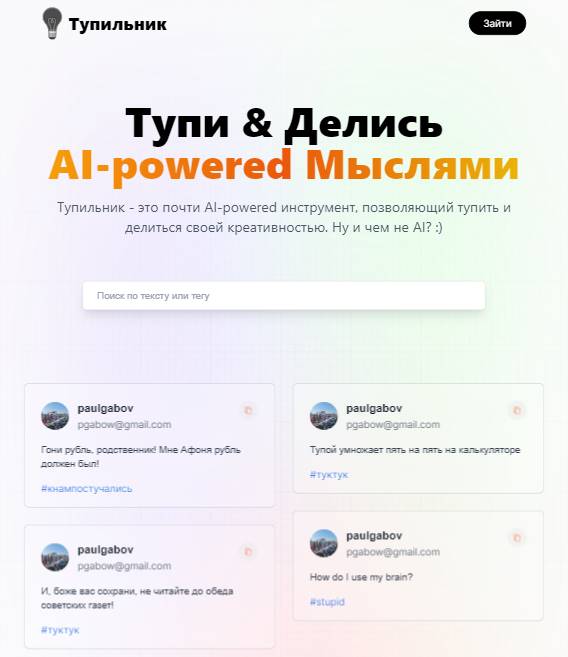 Тупильник
Зайти
Тупи & Делись
AI-powered Мыслями
Тупильник - это почти AI-powered инструмент, позволяющий тупить и
делиться своей креативностью. Ну и чем не AI? :)
Поиск по тексту или тегу
paulgabov
pgabow@gmail.com
Гони рубль, родственник! Мне Афоня рубль
должен был!
#кнампостучались
paulgabov
pgabow@gmail.com
Тупой умножает пять на пять на калькуляторе
#туктук
paulgabov
pgabow@gmail.com
И, боже вас сохрани, не читайте до обеда
советских газет!
#туктук
paulgabov
pgabow@gmail.com
How do I use my brain?
#stupid